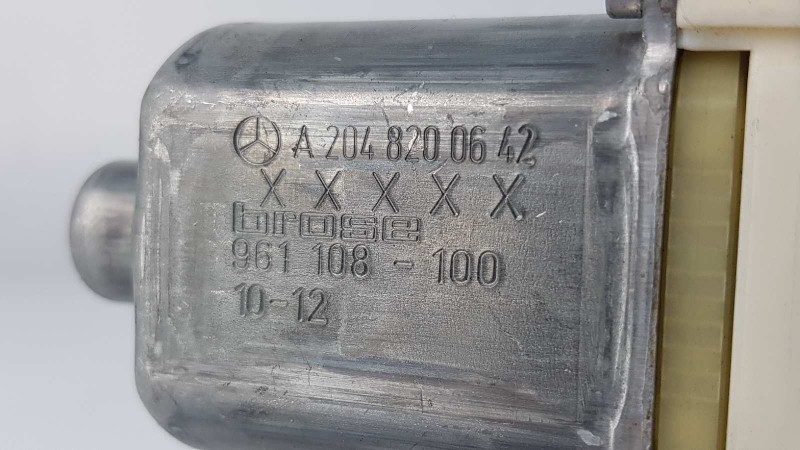 A 204 820 06 42
X X X X X
brose
961 108 - 100
10-12